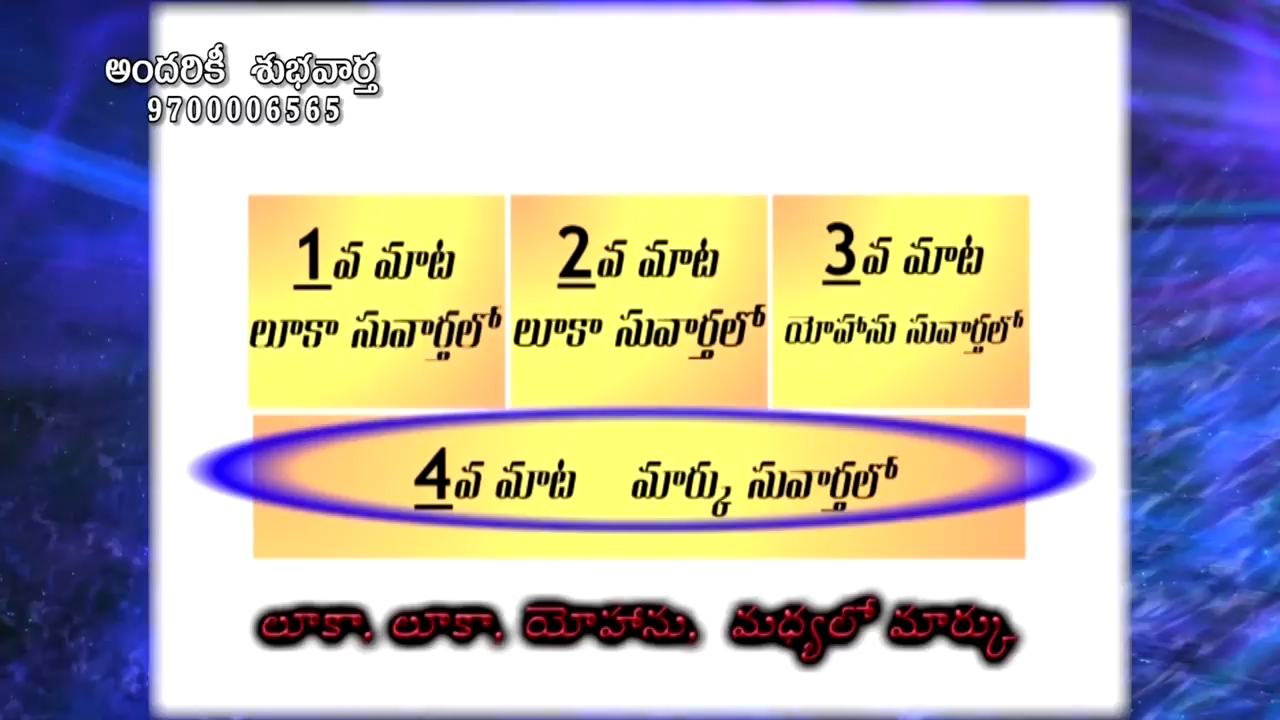 అందరికీ శుభవార్త
9700006565
1వ మాట
లూకా సువార్తలో
2వ మాట
లూకా సువార్తలో
3వ మాట
యోహాను సువార్తలో
4వ మాట మార్కు సువార్తలో
లూకా. లూకా. యోహాను. మధ్యలో మార్కు